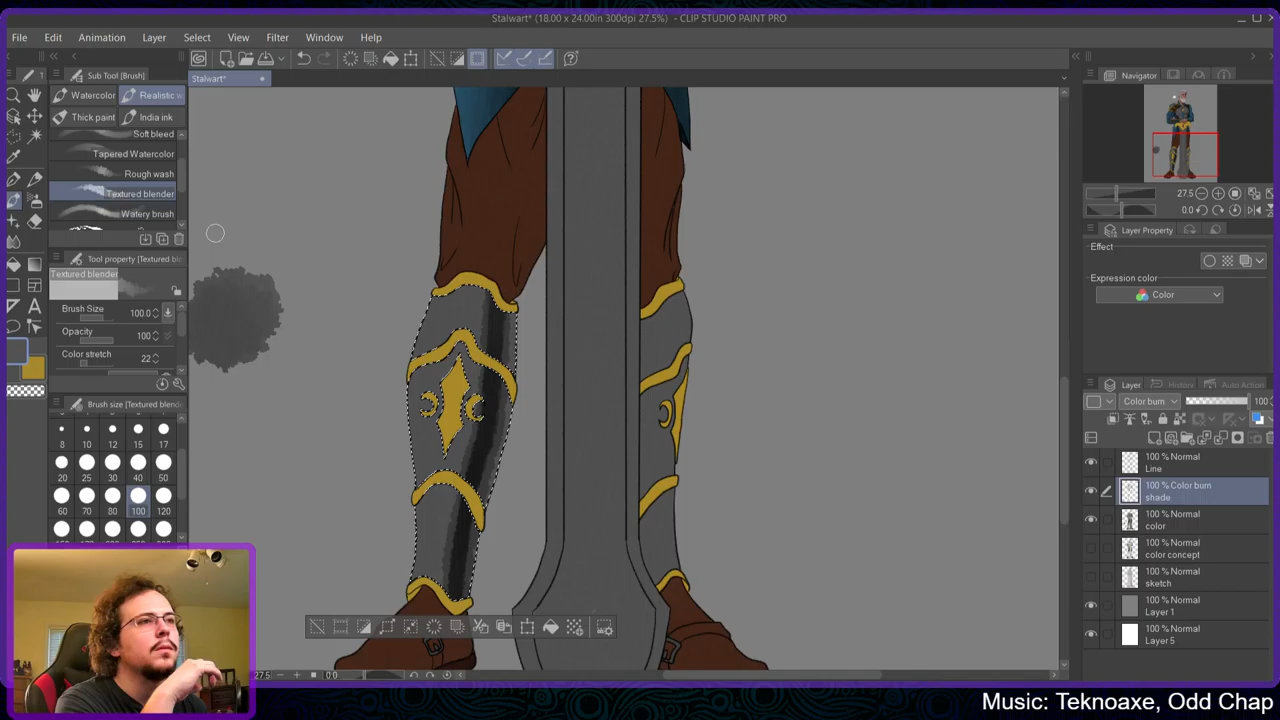 Stalwart* (18.00 x 24.00in 300dpi 27.5%) - CLIP STUDIO PAINT PRO
File Edit Animation Layer Select View Filter Window Help
Sub Tool [Brush]
Stalwart*
Navigator
Watercolor
Realistic w
Thick paint
India ink
Soft bleed
Tapered Watercolor
Rough wash
Textured blender
Watery brush
27.5
0.0
Layer Property
Effect
Expression color
Color
Tool property [Textured blende
Textured blender
Brush Size 100.0
Opacity 100
Color stretch 22
Brush size [Textured blende
8 10 12 15 17
20 25 30 40 50
60 70 80 100 120
Layer History Auto Action
Color burn 100
100 % Normal
Line
100 % Color burn
shade
100 % Normal
color
100 % Normal
color concept
100 % Normal
sketch
100 % Normal
Layer 1
100 % Normal
Layer 5
27.5 0.0
Music: Teknoaxe, Odd Chap